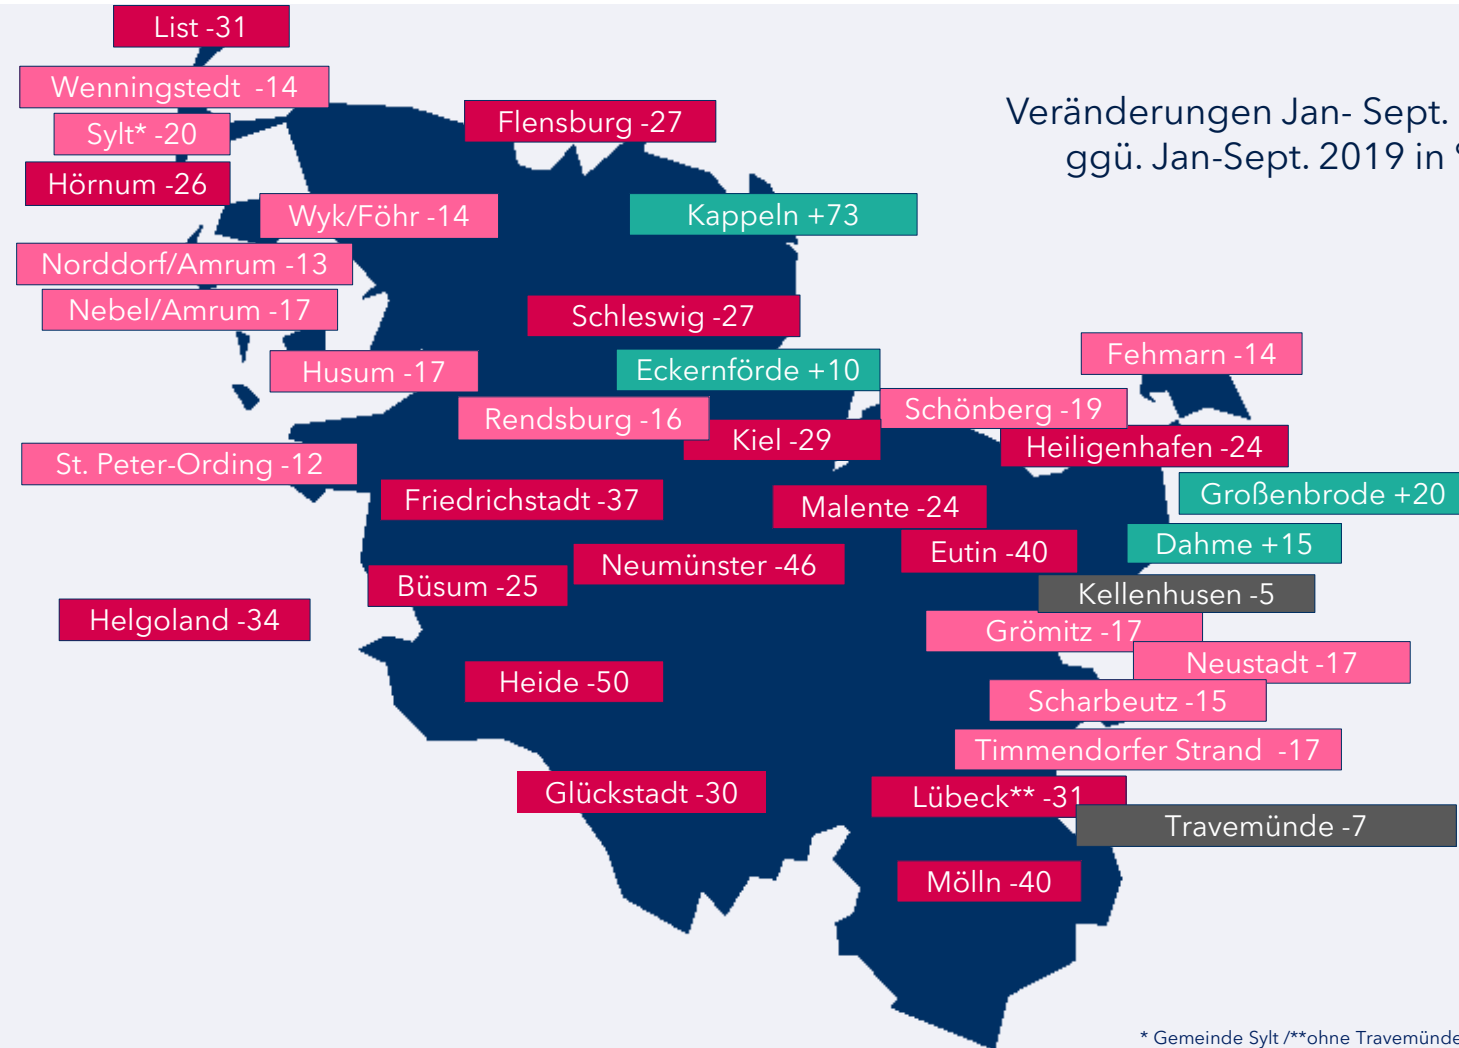 List -31
Wenningstedt -14
Sylt* -20
Hörnum -26
Flensburg -27
Veränderungen Jan- Sept.
ggü. Jan-Sept. 2019 in
Wyk/Föhr -14
Kappeln +73
Norddorf/Amrum -13
Nebel/Amrum -17
Schleswig -27
Husum -17
Eckernförde +10
Fehmarn -14
Rendsburg -16
Schönberg -19
Kiel -29
Heiligenhafen -24
St. Peter-Ording -12
Friedrichstadt -37
Malente -24
Großenbrode +20
Neumünster -46
Eutin -40
Dahme +15
Büsum -25
Kellenhusen -5
Helgoland -34
Grömitz -17
Neustadt -17
Heide -50
Scharbeutz -15
Timmendorfer Strand -17
Glückstadt -30
Lübeck** -31
Travemünde -7
Mölln -40
* Gemeinde Sylt /**ohne Travemünde